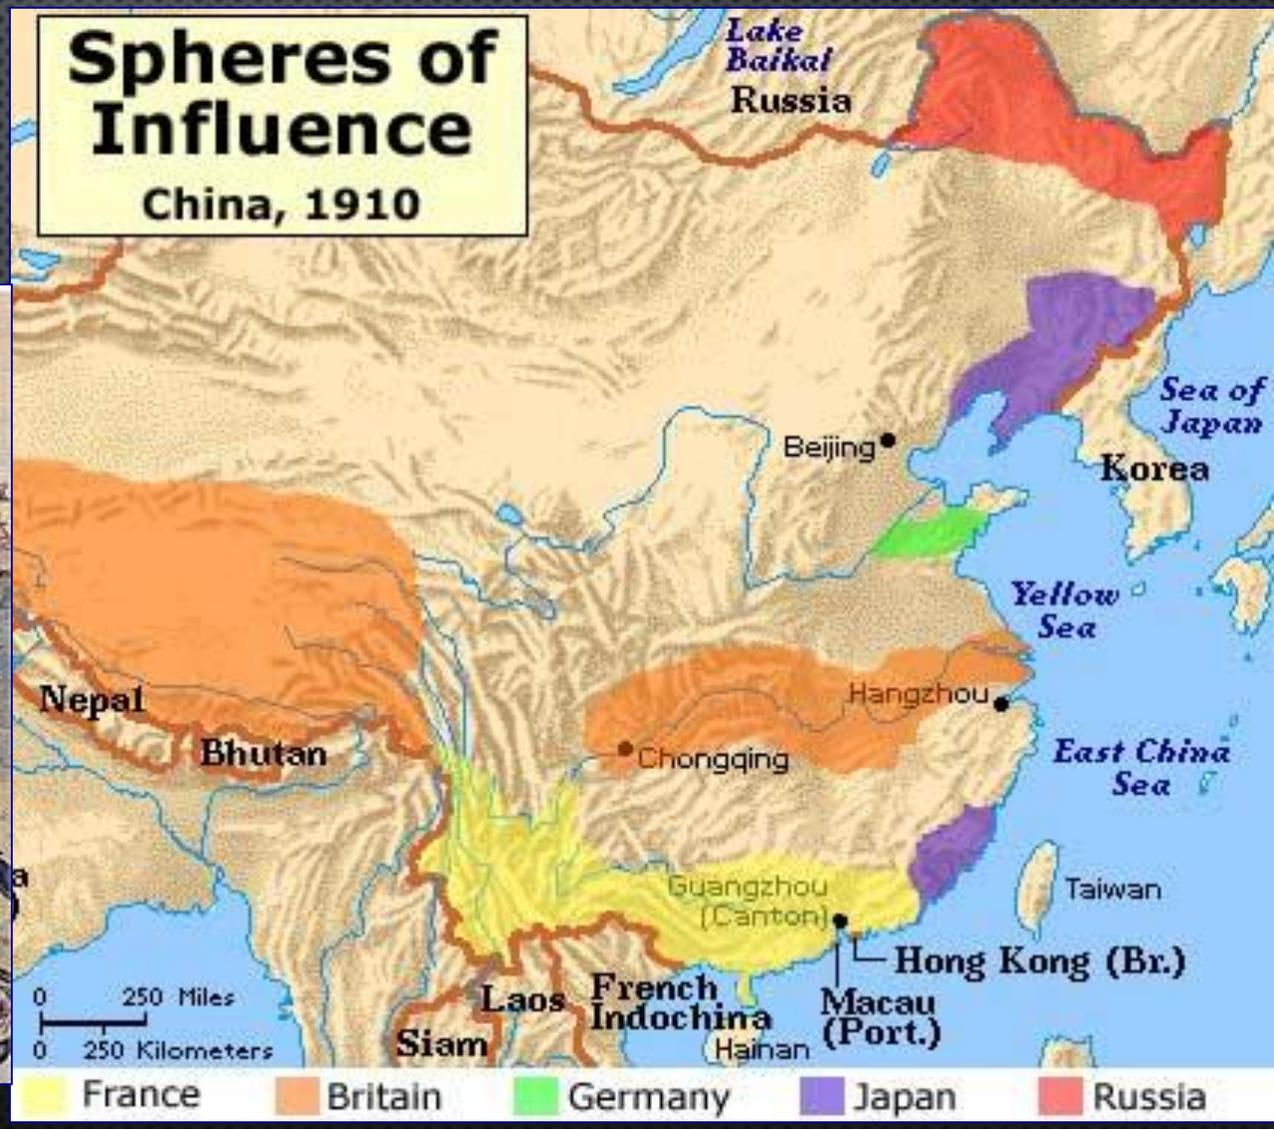 Spheres of
Influence
China, 1910
Lake
Baikal
Russia
Sea of
Japan
Beijing
Korea
Yellow
Sea
Nepal
Hangzhou
Bhutan
Chongqing
East China
Sea
a
)
Guangzhou
(Canton)
Taiwan
Hong Kong (Br.)
0 250 Miles
0 250 Kilometers
Laos
French
Indochina
Macau
(Port.)
Siam
Hainan
France Britain Germany Japan Russia